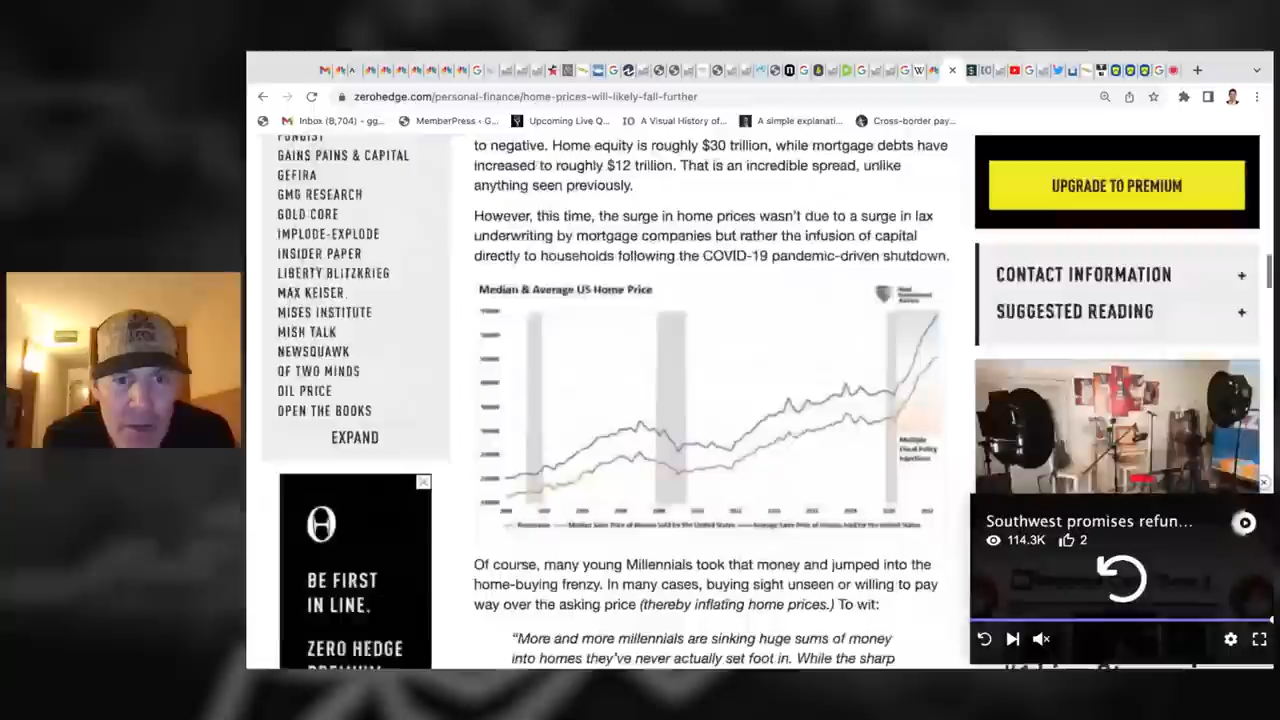 zerohedge.com/personal-finance/home-prices-will-likely-fall-further
Inbox (8,704) - gg...
MemberPress ‹ G...
Upcoming Live Q...
A Visual History of...
A simple explanati...
Cross-border pay...
FUNDIST
GAINS PAINS & CAPITAL
GEFIRA
GMG RESEARCH
GOLD CORE
IMPLODE-EXPLODE
INSIDER PAPER
LIBERTY BLITZKRIEG
MAX KEISER
MISES INSTITUTE
MISH TALK
NEWSQUAWK
OF TWO MINDS
OIL PRICE
OPEN THE BOOKS
EXPAND
BE FIRST
IN LINE.
ZERO HEDGE
to negative. Home equity is roughly $30 trillion, while mortgage debts have
increased to roughly $12 trillion. That is an incredible spread, unlike
anything seen previously.
However, this time, the surge in home prices wasn't due to a surge in lax
underwriting by mortgage companies but rather the infusion of capital
directly to households following the COVID-19 pandemic-driven shutdown.
Median & Average US Home Price
Of course, many young Millennials took that money and jumped into the
home-buying frenzy. In many cases, buying sight unseen or willing to pay
way over the asking price (thereby inflating home prices.) To wit:
"More and more millennials are sinking huge sums of money
into homes they've never actually set foot in. While the sharp
UPGRADE TO PREMIUM
CONTACT INFORMATION +
SUGGESTED READING +
Southwest promises refun...
114.3K 2